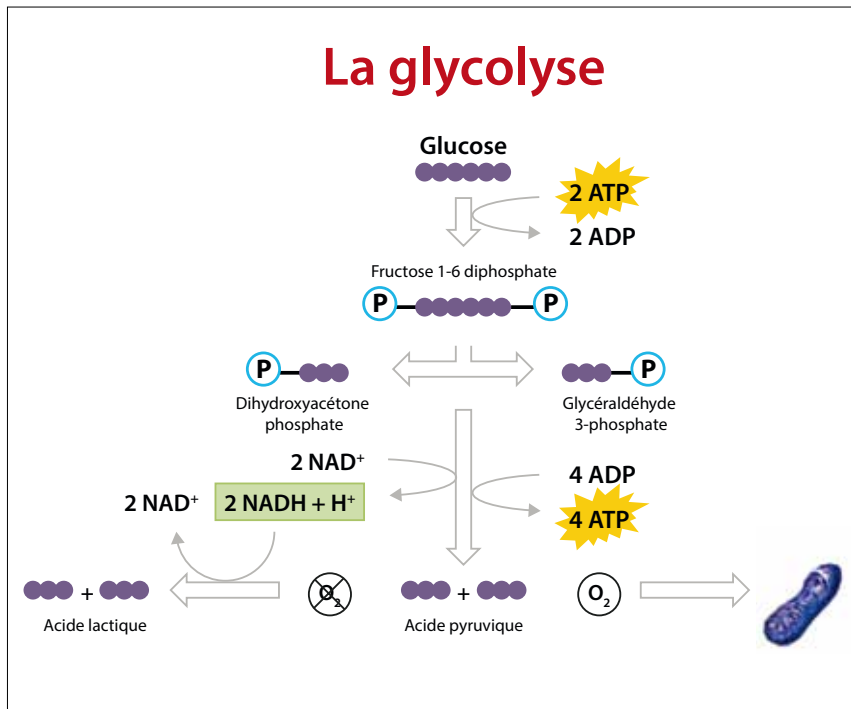 La glycolyse
Glucose
2 ATP
2 ADP
Fructose 1-6 diphosphate
P P
P P
Dihydroxyacétone
phosphate
Glycéraldéhyde
3-phosphate
2 NAD⁺
4 ADP
2 NAD⁺ 2 NADH + H⁺
4 ATP
+ O₂ + O₂
Acide lactique
Acide pyruvique